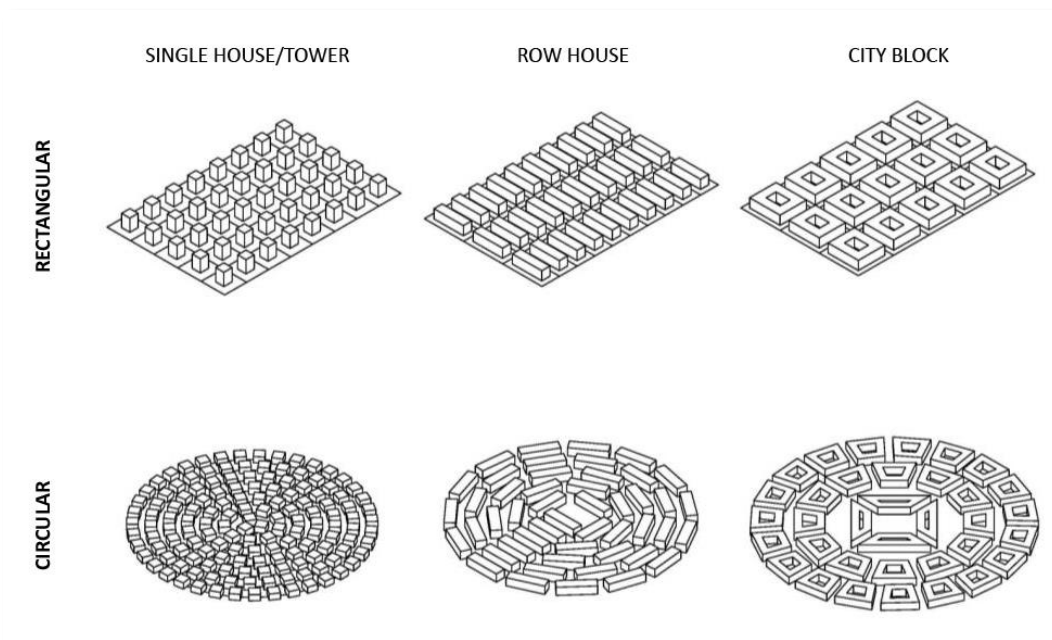 SINGLE HOUSE/TOWER
ROW HOUSE
CITY BLOCK
RECTANGULAR
CIRCULAR